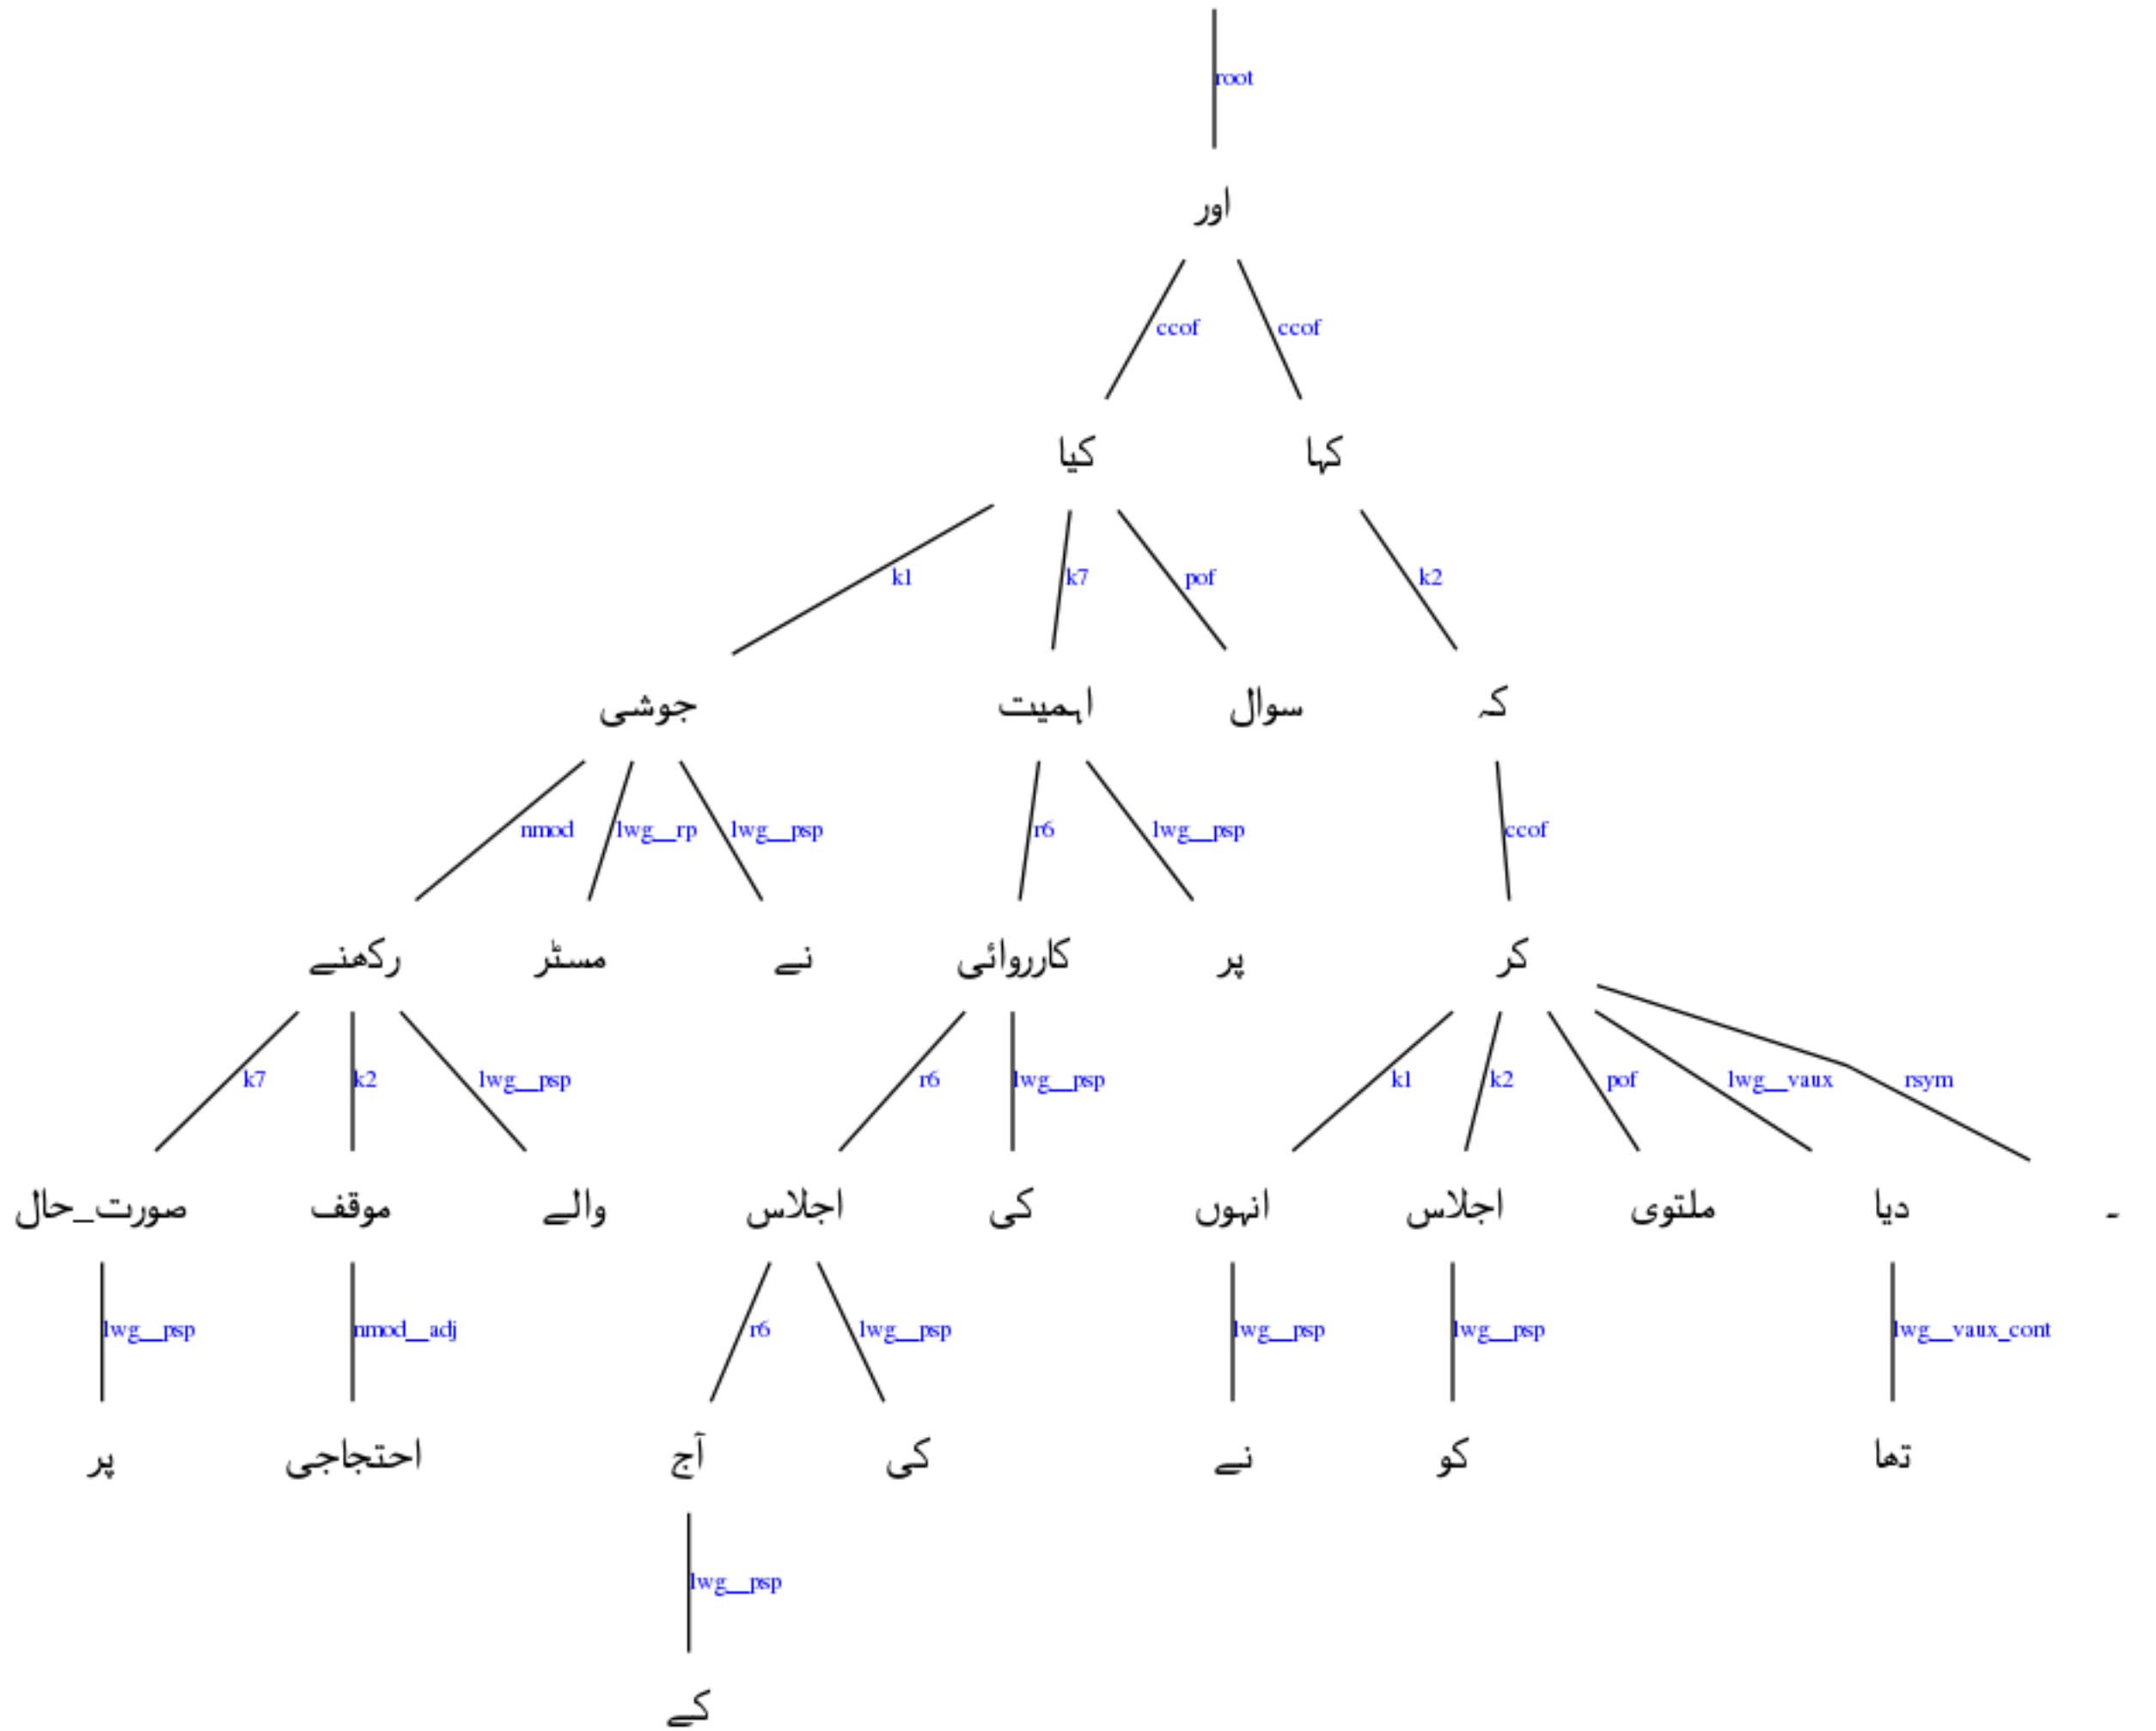 root
اور
ccof ccof
کیا کہا
k1 k7 pof k2
جوشی اہمیت سوال کہ
nmod lwg__rp lwg__psp r6 lwg__psp ccof
رکھنے مسٹر نے کارروائی پر کر
k7 k2 lwg__psp r6 lwg__psp k1 k2 pof lwg__vaux rsym
صورت_حال موقف والے اجلاس کی انہوں اجلاس ملتوی دیا ۔
lwg__psp nmod__adj r6 lwg__psp lwg__psp lwg__psp lwg__vaux_cont
پر احتجاجی آج کی نے کو تھا
lwg__psp
کے